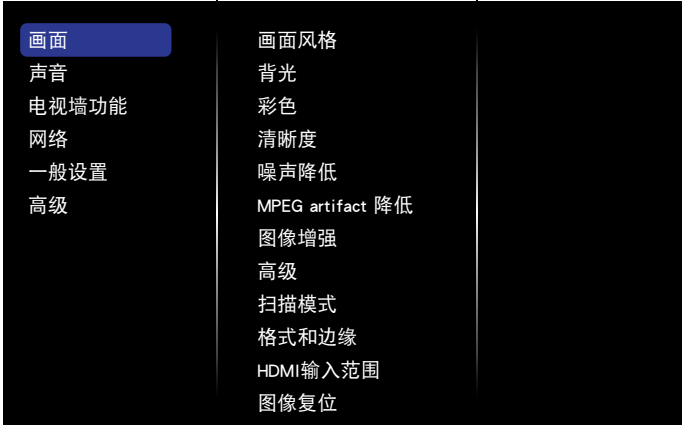 画面
声音
电视墙功能
网络
一般设置
高级
画面风格
背光
彩色
清晰度
噪声降低
MPEG artifact 降低
图像增强
高级
扫描模式
格式和边缘
HDMI输入范围
图像复位